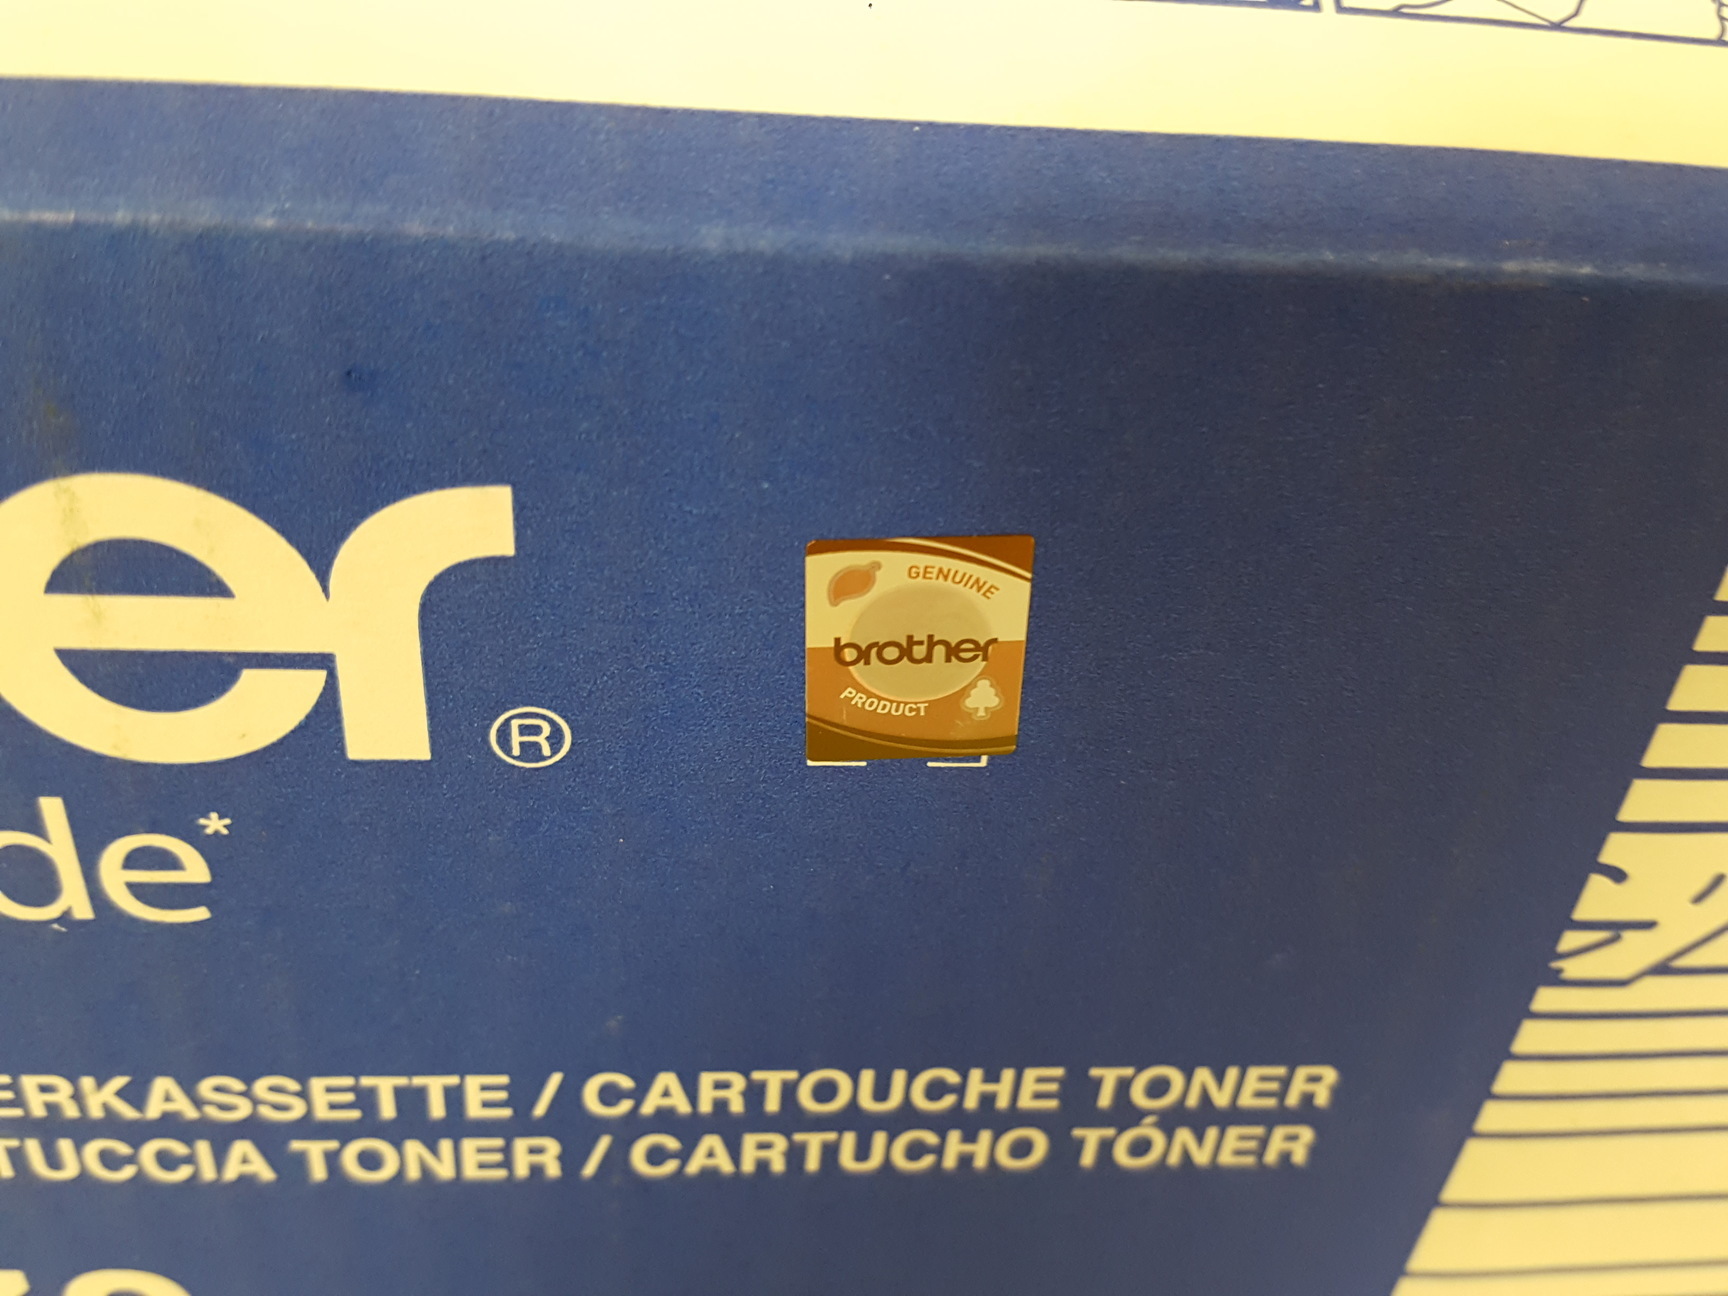 er®
GENUINE
brother
PRODUCT
de*
ERKASSETTE / CARTOUCHE TONER
TUCCIA TONER / CARTUCHO TÓNER